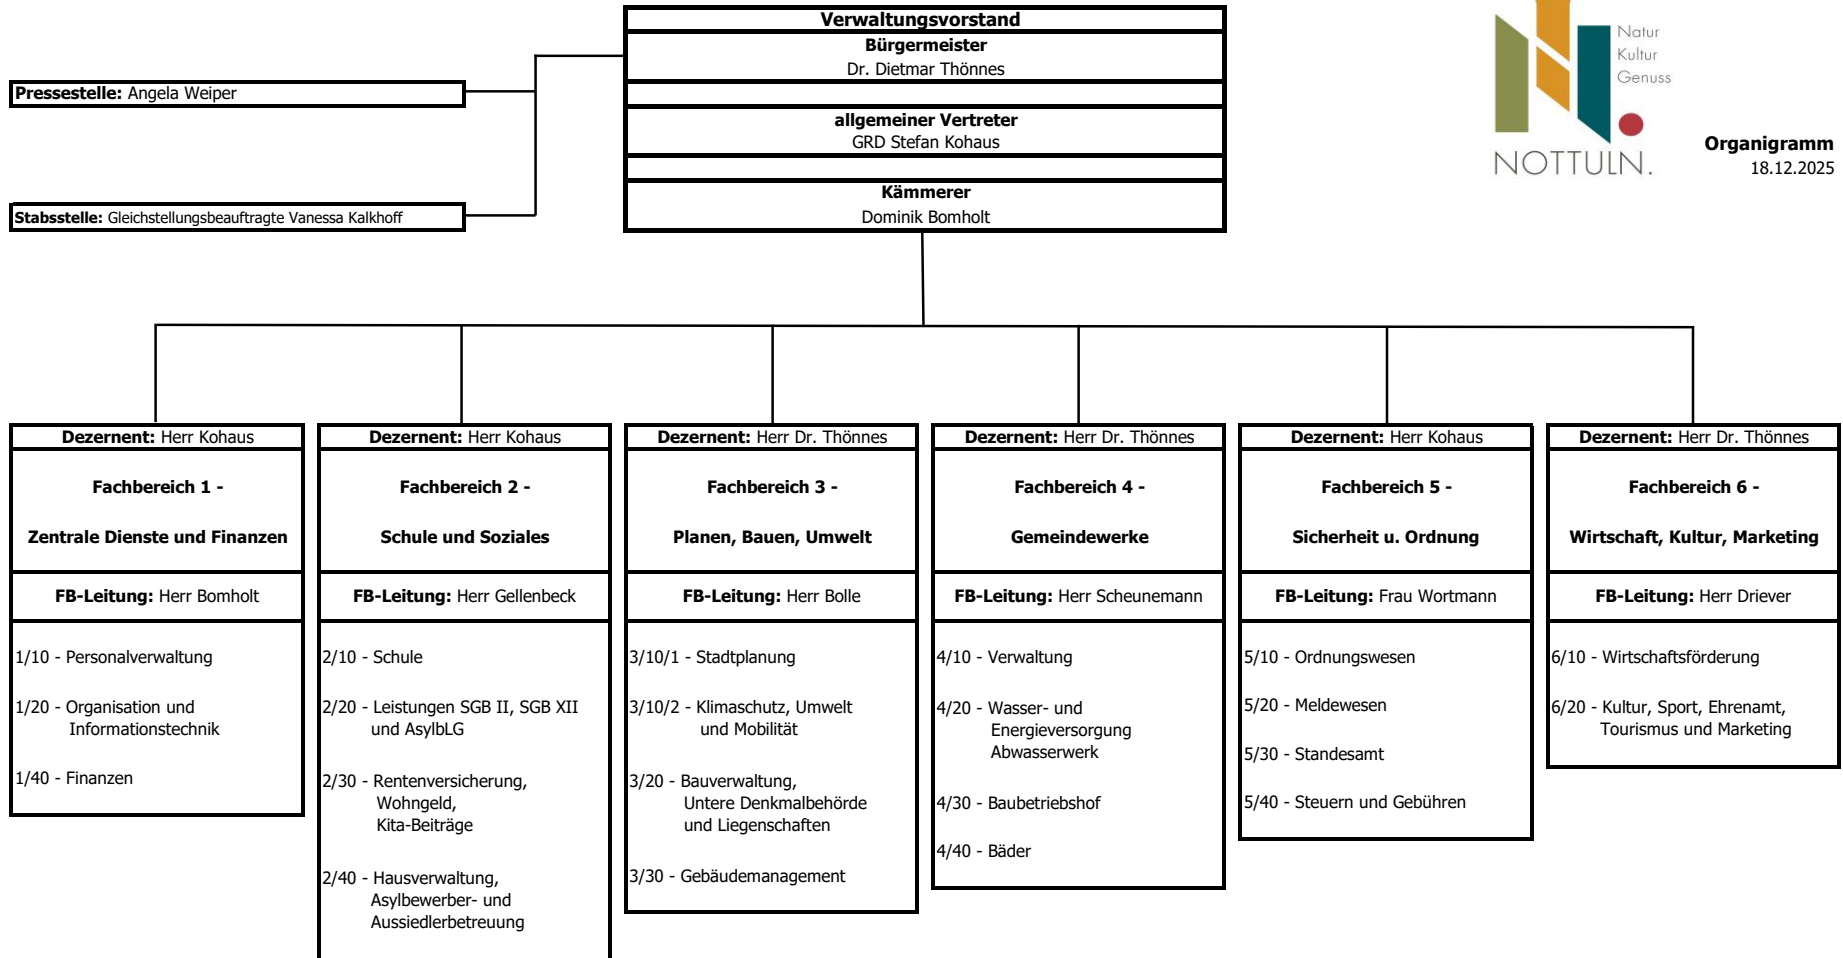 Verwaltungsvorstand
Bürgermeister
Dr. Dietmar Thönnes
allgemeiner Vertreter
GRD Stefan Kohaus
Kämmerer
Dominik Bomholt
Pressestelle: Angela Weiper
Stabsstelle: Gleichstellungsbeauftragte Vanessa Kalkhoff
Natur
Kultur
Genuss
NOTTULN.
Organigramm
18.12.2025
Dezernent: Herr Kohaus
Fachbereich 1 -
Zentrale Dienste und Finanzen
FB-Leitung: Herr Bomholt
1/10 - Personalverwaltung
1/20 - Organisation und
Informationstechnik
1/40 - Finanzen
Dezernent: Herr Kohaus
Fachbereich 2 -
Schule und Soziales
FB-Leitung: Herr Gellenbeck
2/10 - Schule
2/20 - Leistungen SGB II, SGB XII
und AsylbLG
2/30 - Rentenversicherung,
Wohngeld,
Kita-Beiträge
2/40 - Hausverwaltung,
Asylbewerber- und
Aussiedlerbetreuung
Dezernent: Herr Dr. Thönnes
Fachbereich 3 -
Planen, Bauen, Umwelt
FB-Leitung: Herr Bolle
3/10/1 - Stadtplanung
3/10/2 - Klimaschutz, Umwelt
und Mobilität
3/20 - Bauverwaltung,
Untere Denkmalbehörde
und Liegenschaften
3/30 - Gebäudemanagement
Dezernent: Herr Dr. Thönnes
Fachbereich 4 -
Gemeindewerke
FB-Leitung: Herr Scheunemann
4/10 - Verwaltung
4/20 - Wasser- und
Energieversorgung
Abwasserwerk
4/30 - Baubetriebshof
4/40 - Bäder
Dezernent: Herr Kohaus
Fachbereich 5 -
Sicherheit u. Ordnung
FB-Leitung: Frau Wortmann
5/10 - Ordnungswesen
5/20 - Meldewesen
5/30 - Standesamt
5/40 - Steuern und Gebühren
Dezernent: Herr Dr. Thönnes
Fachbereich 6 -
Wirtschaft, Kultur, Marketing
FB-Leitung: Herr Driever
6/10 - Wirtschaftsförderung
6/20 - Kultur, Sport, Ehrenamt,
Tourismus und Marketing